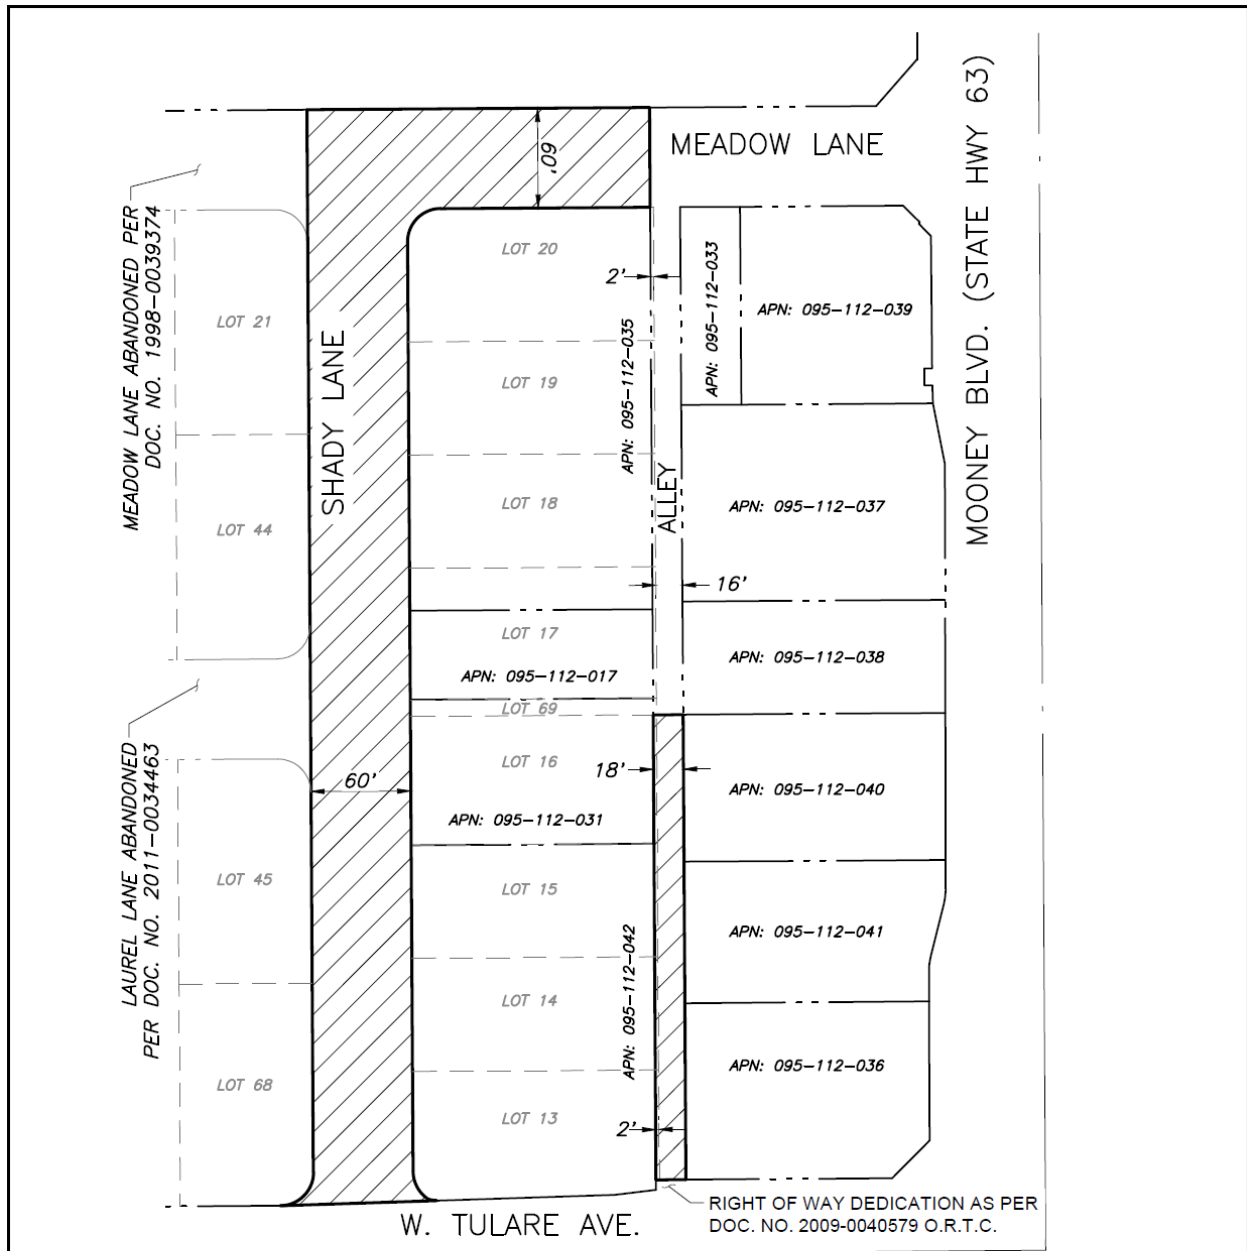 MEADOW LANE
60'
MOONEY BLVD. (STATE HWY 63)
MEADOW LANE ABANDONED PER
DOC. NO. 1998-0039374
LOT 20
2'
APN: 095-112-033
APN: 095-112-039
LOT 21
SHADY LANE
LOT 19
APN: 095-112-035
LOT 18
ALLEY
APN: 095-112-037
LOT 44
16'
LOT 17
APN: 095-112-017
APN: 095-112-038
LOT 69
LAUREL LANE ABANDONED
PER DOC. NO. 2011-0034463
LOT 16
18'
60'
APN: 095-112-040
APN: 095-112-031
LOT 45
LOT 15
APN: 095-112-042
APN: 095-112-041
LOT 14
LOT 68
APN: 095-112-036
LOT 13
2'
RIGHT OF WAY DEDICATION AS PER
DOC. NO. 2009-0040579 O.R.T.C.
W. TULARE AVE.